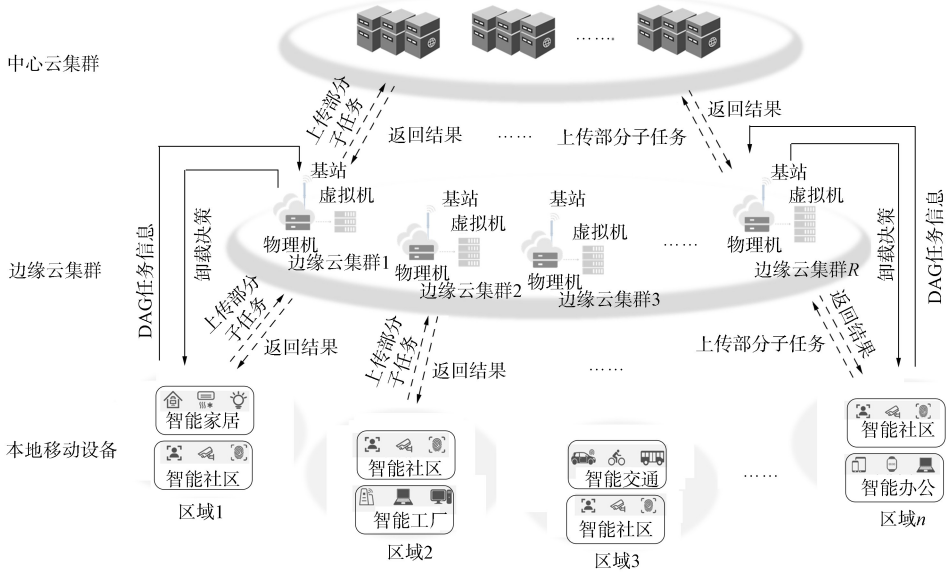 中心云集群
……
上传部分
子任务
返回结果
……
上传部分子任务
返回结果
基站
虚拟机
物理机
边缘云集群1
基站
虚拟机
物理机
边缘云集群2
基站
虚拟机
物理机
边缘云集群3
……
基站
虚拟机
物理机
边缘云集群R
边缘云集群
DAG任务信息
卸载决策
上传部分
子任务
返回结果
上传部分
子任务
返回结果
……
上传部分子任务
返回结果
卸载决策
DAG任务信息
本地移动设备
智能家居
智能社区
区域1
智能社区
智能工厂
区域2
智能交通
智能社区
区域3
……
智能社区
智能办公
区域n